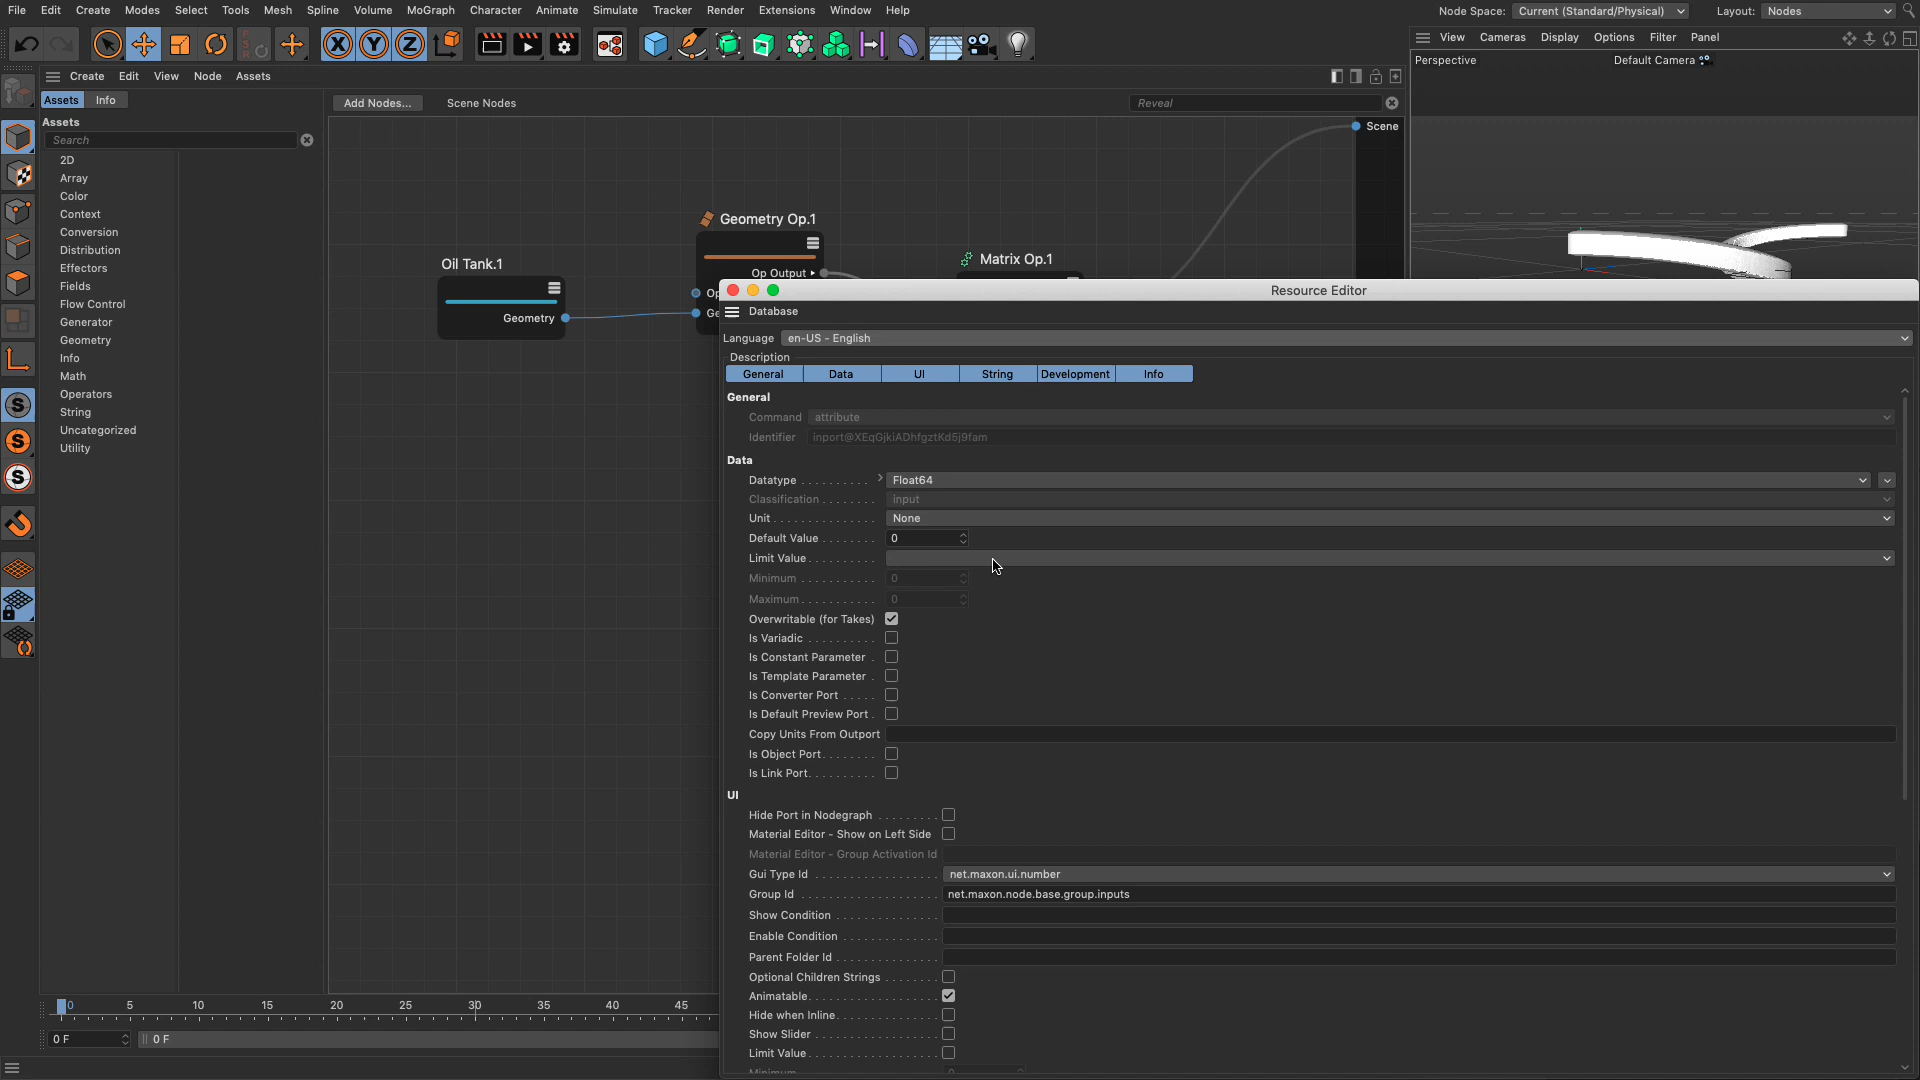 File Edit Create Modes Select Tools Mesh Spline Volume MoGraph Character Animate Simulate Tracker Render Extensions Window Help
Node Space: Current (Standard/Physical) Layout: Nodes
View Cameras Display Options Filter Panel
Perspective Default Camera
Create Edit View Node Assets
Assets Info
Assets
Search
2D
Array
Color
Context
Conversion
Distribution
Effectors
Fields
Flow Control
Generator
Geometry
Info
Math
Operators
String
Uncategorized
Utility
Add Nodes... Scene Nodes Reveal
Scene
Geometry Op.1
Op Output
Op
Ge
Oil Tank.1
Geometry
Matrix Op.1
Resource Editor
Database
Language en-US - English
Description
General Data UI String Development Info
General
Command attribute
Identifier inport@XEqGjkiADhfgztKd5j9fam
Data
Datatype Float64
Classification input
Unit None
Default Value 0
Limit Value
Minimum 0
Maximum 0
Overwritable (for Takes)
Is Variadic
Is Constant Parameter
Is Template Parameter
Is Converter Port
Is Default Preview Port
Copy Units From Outport
Is Object Port
Is Link Port
UI
Hide Port in Nodegraph
Material Editor - Show on Left Side
Material Editor - Group Activation Id
Gui Type Id net.maxon.ui.number
Group Id net.maxon.node.base.group.inputs
Show Condition
Enable Condition
Parent Folder Id
Optional Children Strings
Animatable
Hide when Inline
Show Slider
Limit Value
Minimum
0 5 10 15 20 25 30 35 40 45
0 F 0 F
X Y Z